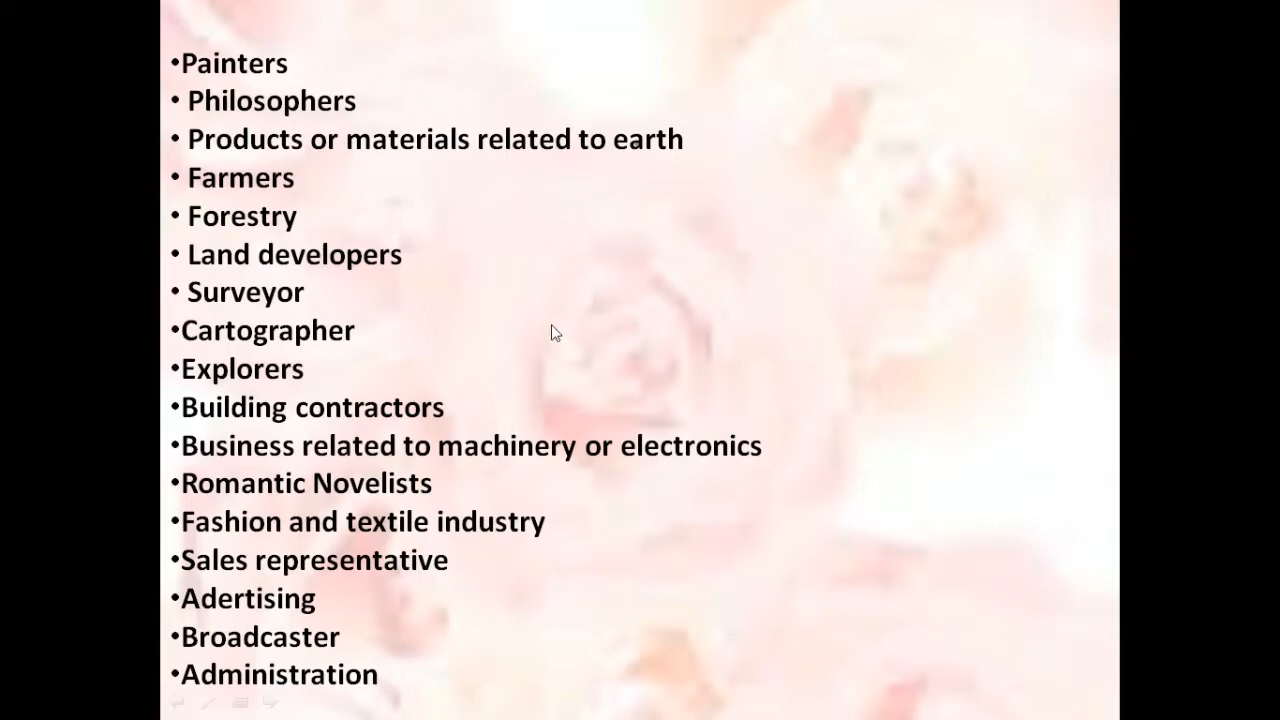 •Painters
• Philosophers
• Products or materials related to earth
• Farmers
• Forestry
• Land developers
• Surveyor
•Cartographer
•Explorers
•Building contractors
•Business related to machinery or electronics
•Romantic Novelists
•Fashion and textile industry
•Sales representative
•Adertising
•Broadcaster
•Administration